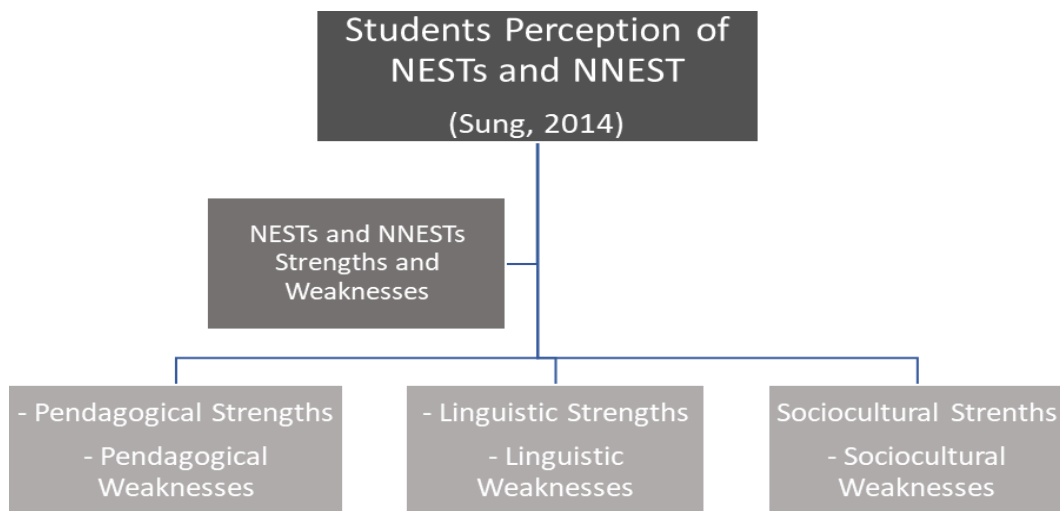 Students Perception of
NESTs and NNEST
(Sung, 2014)
NESTs and NNESTs
Strengths and
Weaknesses
- Pendagogical Strengths
- Pendagogical
Weaknesses
- Linguistic Strengths
- Linguistic
Weaknesses
Sociocultural Strenths
- Sociocultural
Weaknesses